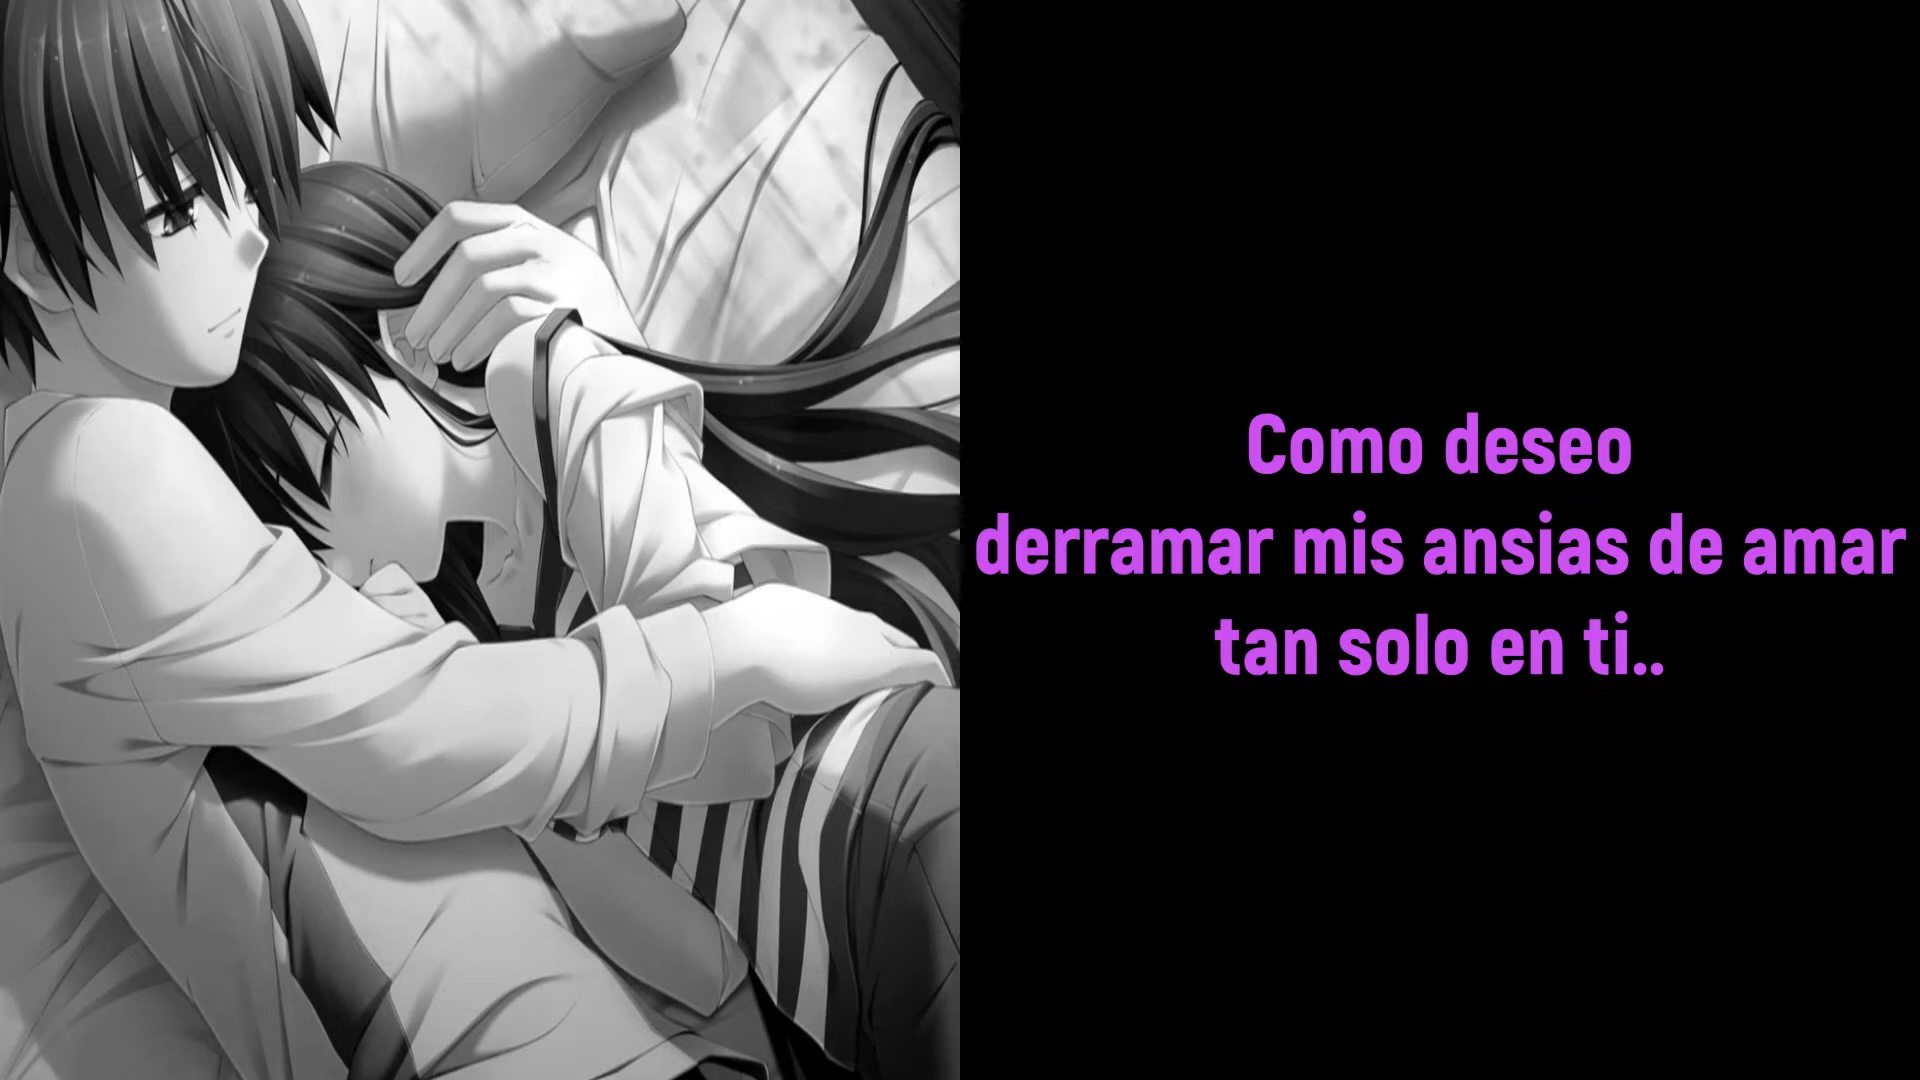 Como deseo
derramar mis ansias de amar
tan solo en ti..